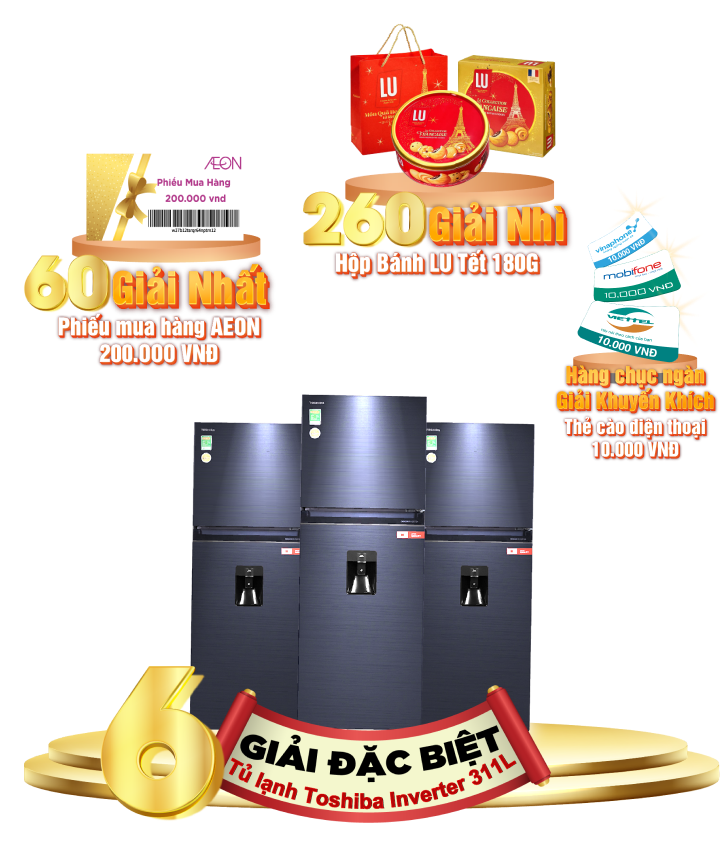 AEON
Phiếu Mua Hàng
200.000 vnd
60 Giải Nhất
Phiếu mua hàng AEON
200.000 VNĐ
LU
LU
LU
260 Giải Nhì
Hộp Bánh LU Tết 180G
vinaphone
10.000 VNĐ
mobifone
10.000 VNĐ
VIETTEL
10.000 VNĐ
Hàng chục ngàn
Giải Khuyến Khích
Thẻ cào điện thoại
10.000 VNĐ
6
GIẢI ĐẶC BIỆT
Tủ lạnh Toshiba Inverter 311L